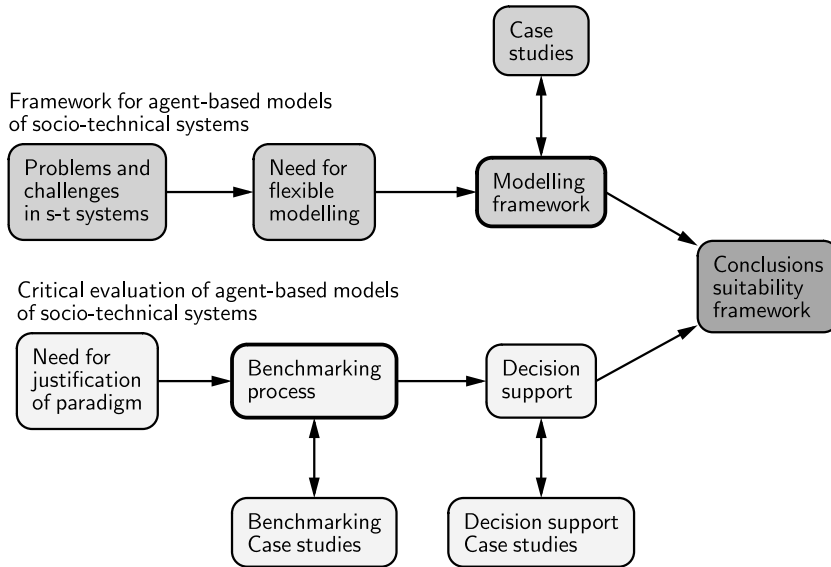 Case
studies
Framework for agent-based models
of socio-technical systems
Problems and
challenges
in s-t systems
Need for
flexible
modelling
Modelling
framework
Conclusions
suitability
framework
Critical evaluation of agent-based models
of socio-technical systems
Need for
justification
of paradigm
Benchmarking
process
Decision
support
Benchmarking
Case studies
Decision support
Case studies